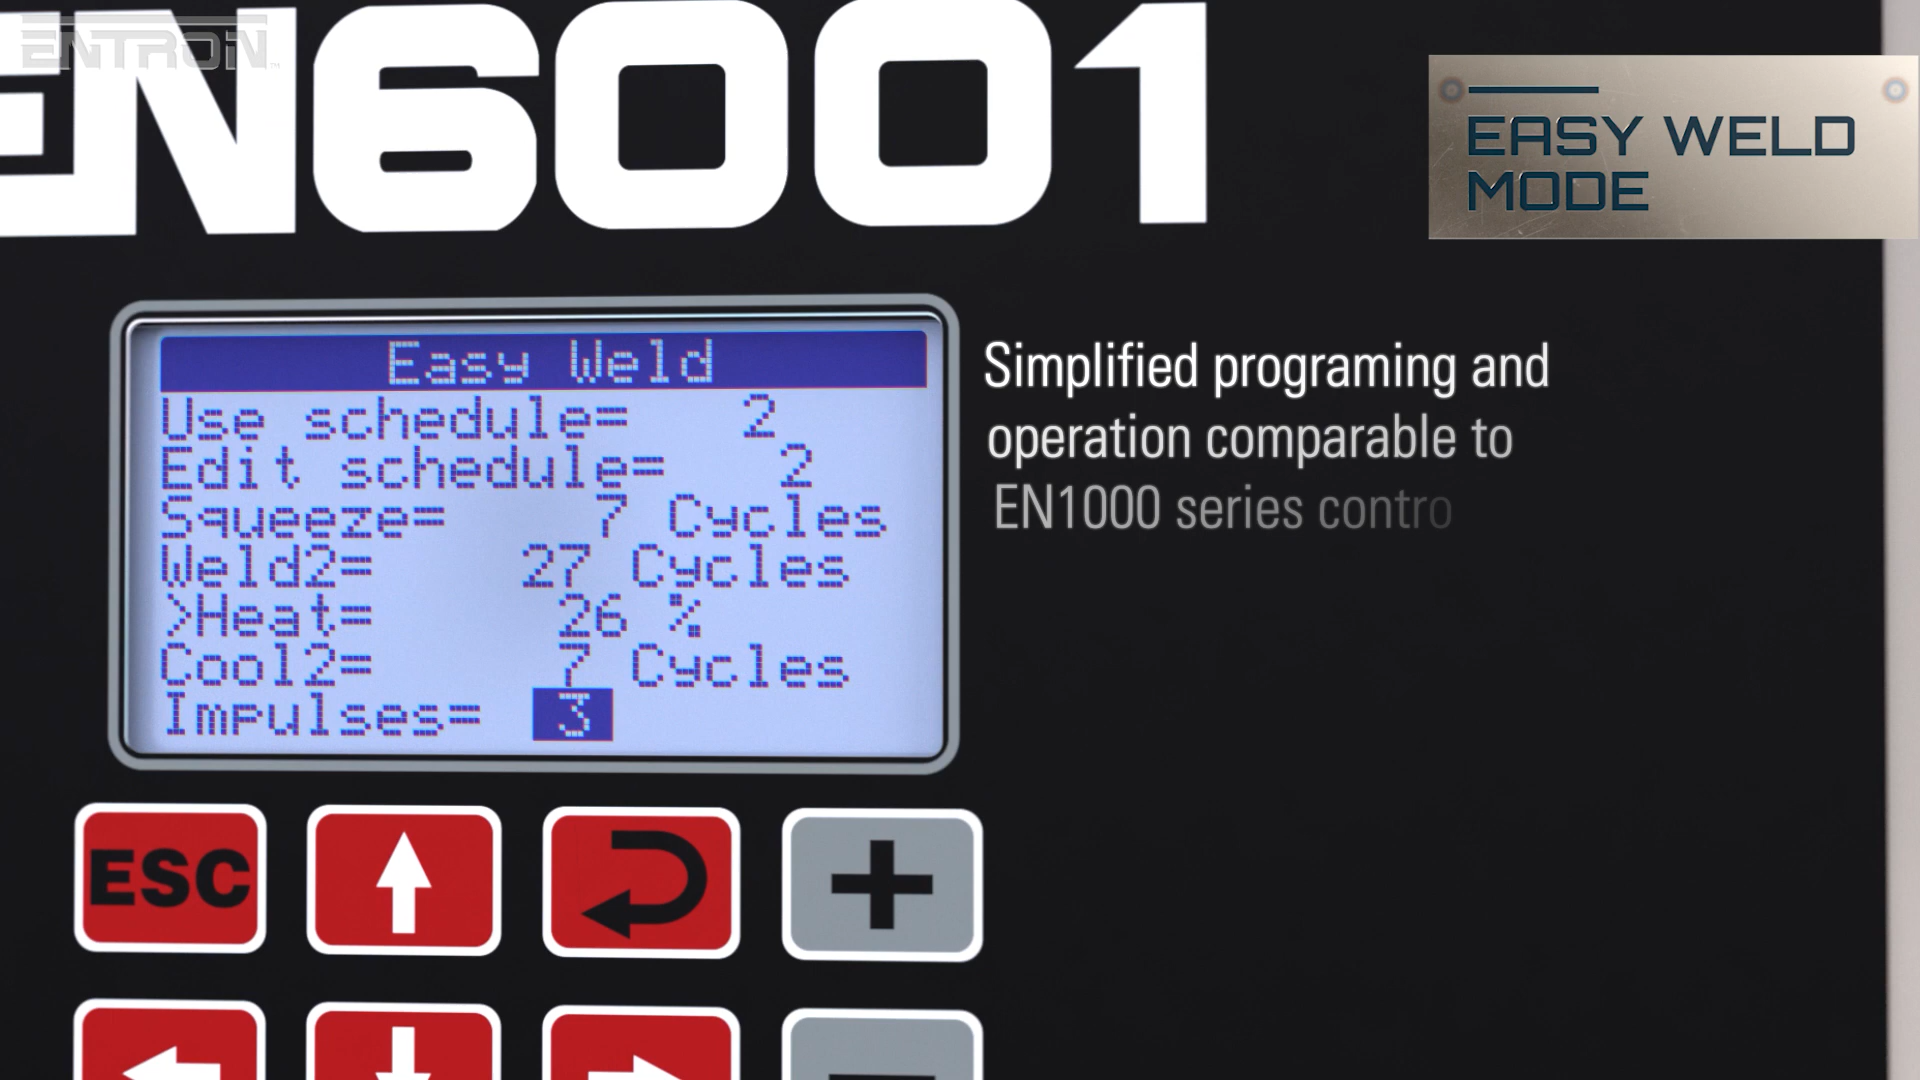 ENTRON
EN6001
EASY WELD
MODE
Easy Weld
Use schedule= 2
Edit schedule= 2
Squeeze= 7 Cycles
Weld2= 27 Cycles
>Heat= 26 %
Cool2= 7 Cycles
Impulses= 3
Simplified programing and
operation comparable to
EN1000 series contro
ESC
+